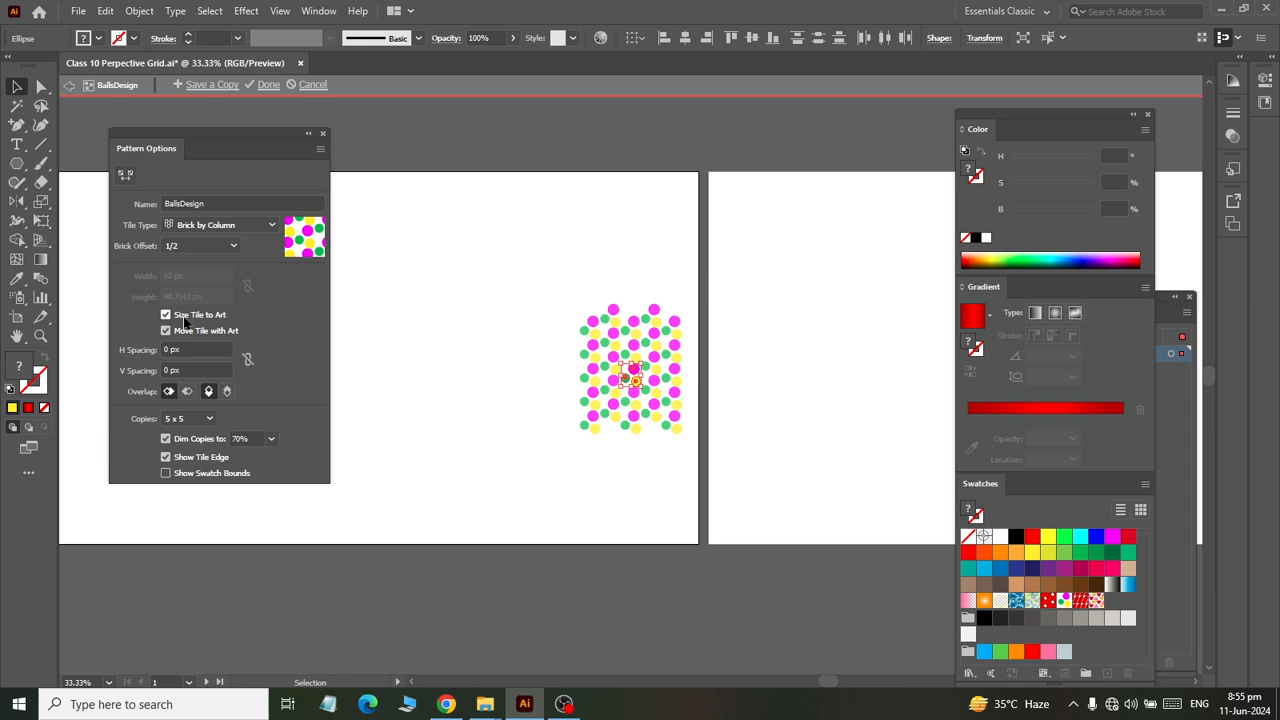 Ai File Edit Object Type Select Effect View Window Help Essentials Classic Search Adobe Stock
Ellipse ? Stroke: Basic Opacity: 100% Style: Shape: Transform
Class 10 Perpective Grid.ai* @ 33.33% (RGB/Preview)
BallsDesign Save a Copy Done Cancel
Pattern Options
Name: BallsDesign
Tile Type: Brick by Column
Brick Offset: 1/2
Width: 42 px
Height: 48.7143 px
Size Tile to Art
Move Tile with Art
H Spacing: 0 px
V Spacing: 0 px
Overlap:
Copies: 5 x 5
Dim Copies to: 70%
Show Tile Edge
Show Swatch Bounds
Color
? H °
S %
B %
Gradient
Type:
? Stroke:
Opacity:
Location:
Swatches
?
?
33.33% 1 Selection
Type here to search
Ai
35°C Haze
ENG
8:55 pm
11-Jun-2024